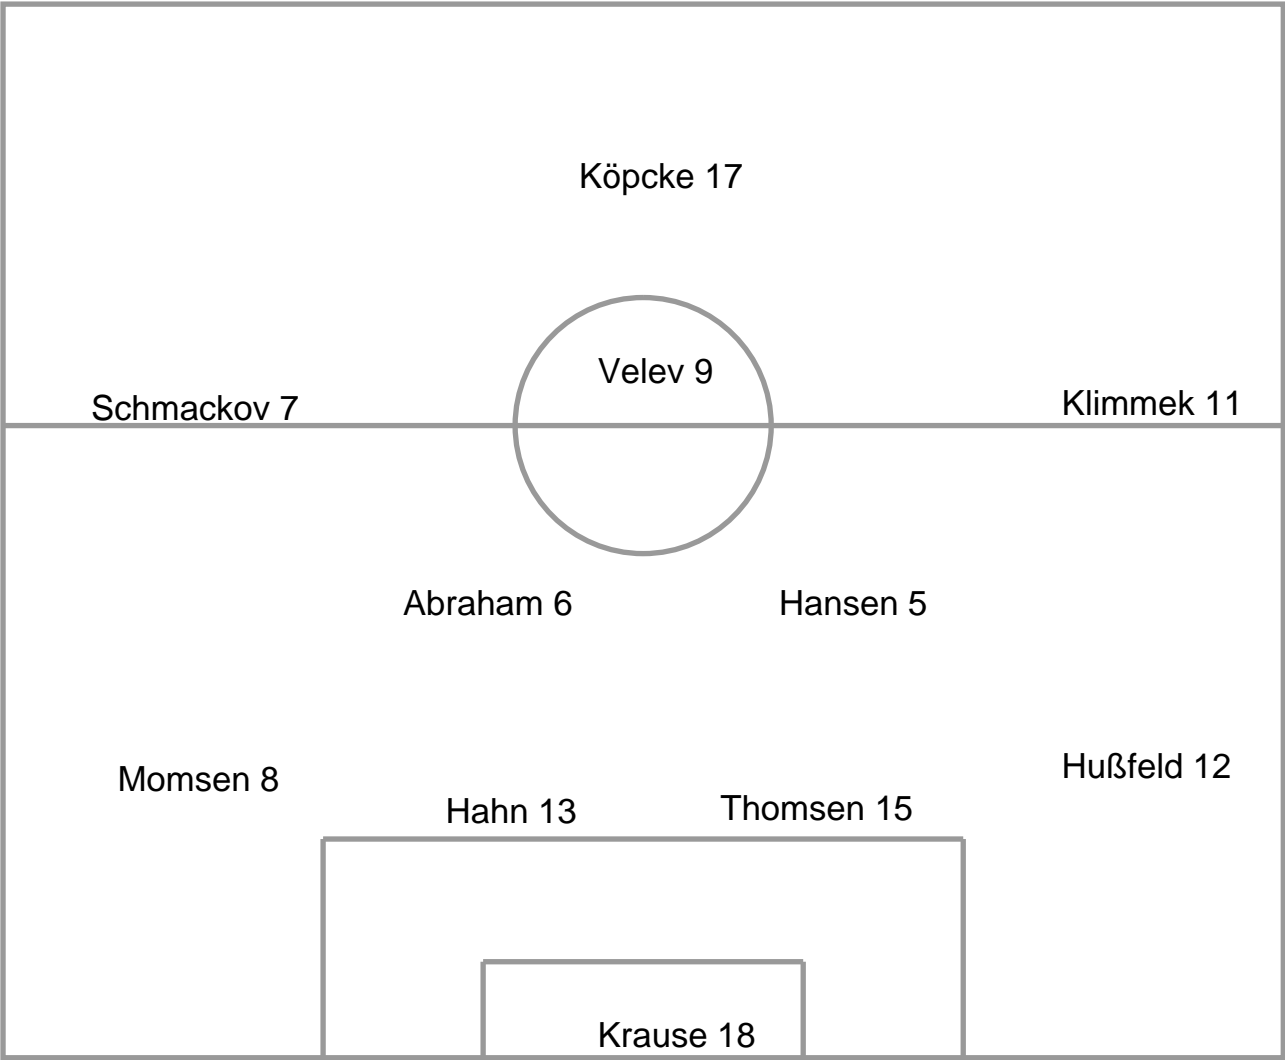 Köpcke 17
Velev 9
Schmackov 7
Klimmek 11
Abraham 6
Hansen 5
Momsen 8
Hußfeld 12
Hahn 13
Thomsen 15
Krause 18